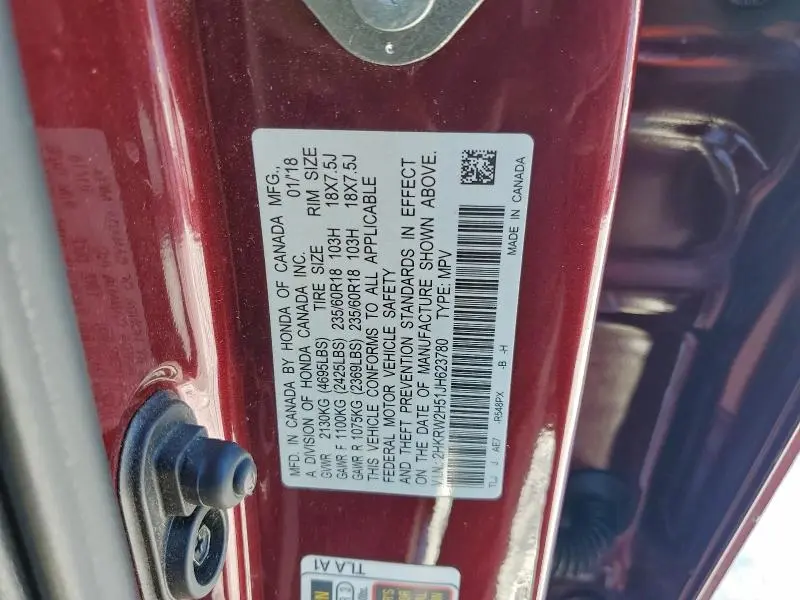 MFD. IN CANADA BY HONDA OF CANADA MFG.,
A DIVISION OF HONDA CANADA INC. 01/18
GVWR 2130KG (4695LBS) TIRE SIZE RIM SIZE
GAWR F 1100KG (2425LBS) 235/60R18 103H 18X7.5J
GAWR R 1075KG (2369LBS) 235/60R18 103H 18X7.5J
THIS VEHICLE CONFORMS TO ALL APPLICABLE
FEDERAL MOTOR VEHICLE SAFETY
AND THEFT PREVENTION STANDARDS IN EFFECT
ON THE DATE OF MANUFACTURE SHOWN ABOVE.
V.I.N.: 2HKRW2H51JH623780 TYPE: MPV
TLJ J AE7 -R548PX -B -H
MADE IN CANADA
TLA A1